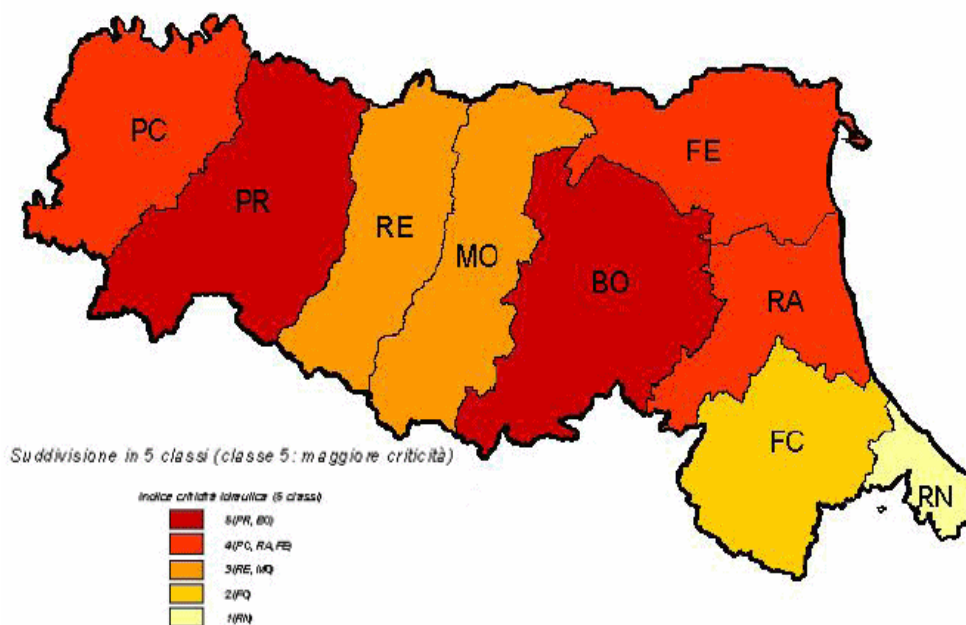 PC
PR
RE
MO
FE
BO
RA
FC
RN
Suddivisione in 5 classi (classe 5: maggiore criticità)
Indice criticità idraulica (5 classi)
5(PR, BO)
4(PC, RA, FE)
3(RE, MO)
2(FC)
1(RN)